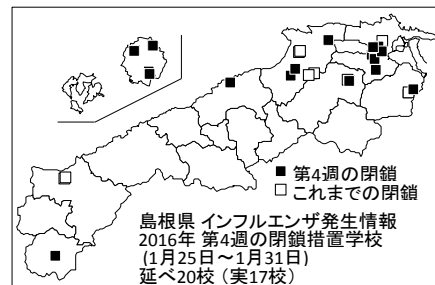 ■ 第4週の閉鎖
□ これまでの閉鎖
島根県 インフルエンザ発生情報
2016年 第4週の閉鎖措置学校
(1月25日～1月31日)
延べ20校 (実17校)